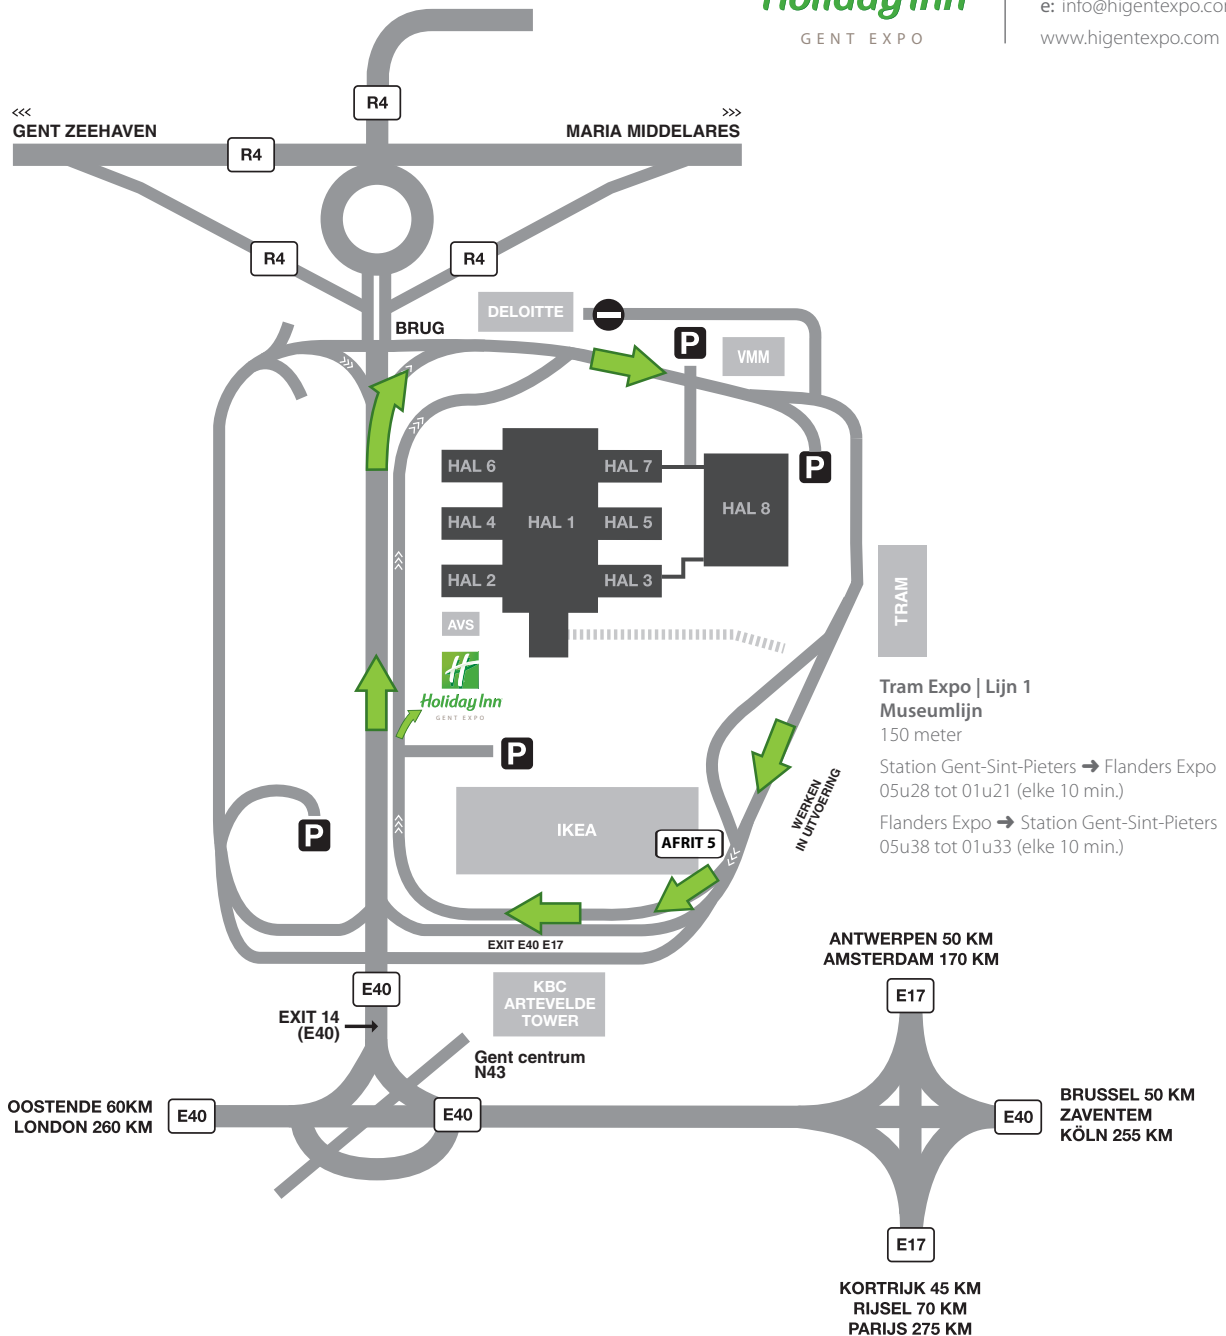 Holiday Inn
GENT EXPO
e: info@higentexpo.com
www.higentexpo.com
R4
<<<
GENT ZEEHAVEN
>>>
MARIA MIDDELARES
R4
R4
R4
BRUG
DELOITTE
P
VMM
HAL 6
HAL 7
P
HAL 4
HAL 1
HAL 5
HAL 8
HAL 2
HAL 3
AVS
TRAM
H
Holiday Inn
GENT EXPO
P
Tram Expo | Lijn 1
Museumlijn
150 meter
Station Gent-Sint-Pieters ➜ Flanders Expo
05u28 tot 01u21 (elke 10 min.)
Flanders Expo ➜ Station Gent-Sint-Pieters
05u38 tot 01u33 (elke 10 min.)
WERKEN
IN UITVOERING
IKEA
AFRIT 5
P
EXIT E40 E17
KBC
ARTEVELDE
TOWER
E40
EXIT 14
(E40)
Gent centrum
N43
ANTWERPEN 50 KM
AMSTERDAM 170 KM
E17
OOSTENDE 60KM
LONDON 260 KM
E40
E40
E40
BRUSSEL 50 KM
ZAVENTEM
KÖLN 255 KM
E17
KORTRIJK 45 KM
RIJSEL 70 KM
PARIJS 275 KM